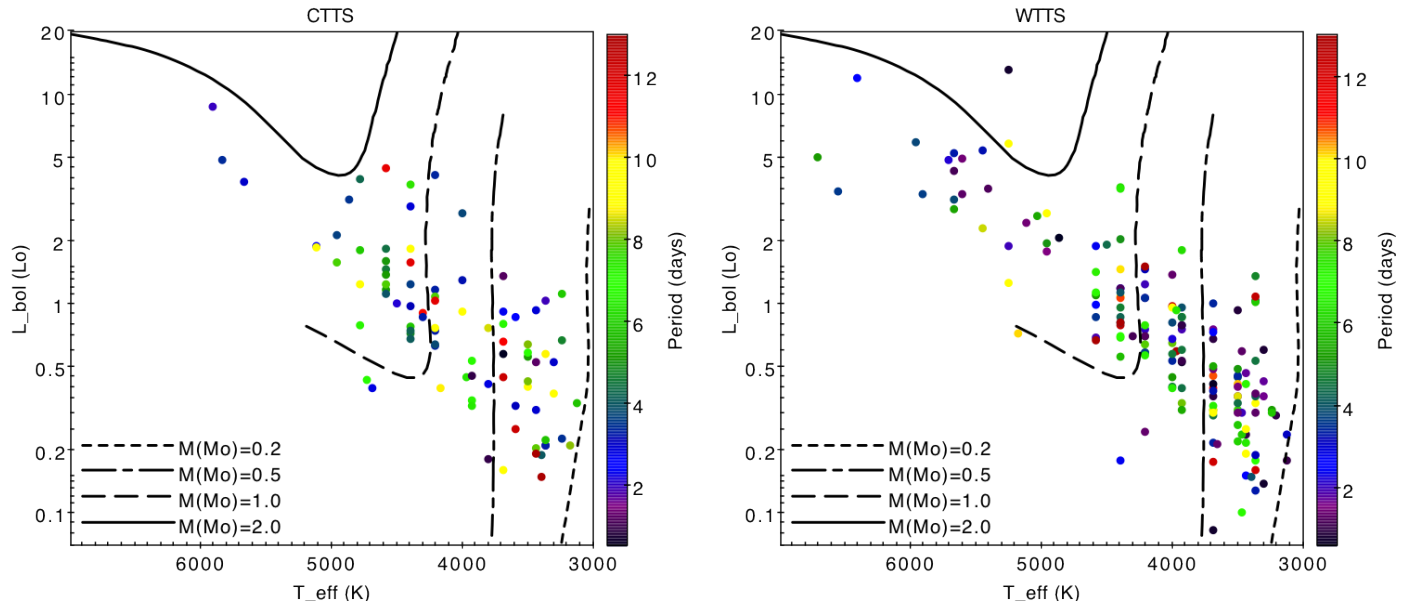 CTTS
20
10
5
2
1
0.5
0.2
0.1
L_bol (Lo)
M(Mo)=0.2
M(Mo)=0.5
M(Mo)=1.0
M(Mo)=2.0
6000 5000 4000 3000
T_eff (K)
12
10
8
6
4
2
Period (days)
WTTS
20
10
5
2
1
0.5
0.2
0.1
L_bol (Lo)
M(Mo)=0.2
M(Mo)=0.5
M(Mo)=1.0
M(Mo)=2.0
6000 5000 4000 3000
T_eff (K)
12
10
8
6
4
2
Period (days)